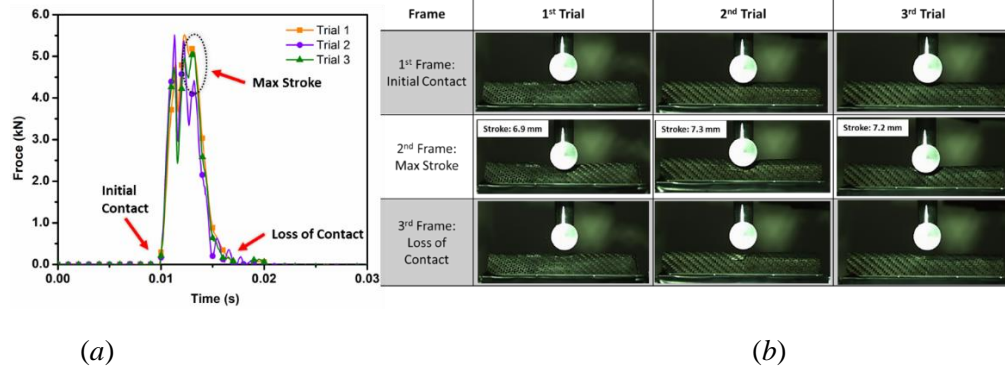 6.0
5.0
4.0
3.0
2.0
1.0
0.0
Froce (kN)
0.00
0.01
0.02
0.03
Time (s)
Trial 1
Trial 2
Trial 3
Max Stroke
Initial
Contact
Loss of Contact
(a)
Frame
1st Trial
2nd Trial
3rd Trial
1st Frame:
Initial Contact
2nd Frame:
Max Stroke
Stroke: 6.9 mm
Stroke: 7.3 mm
Stroke: 7.2 mm
3rd Frame:
Loss of
Contact
(b)